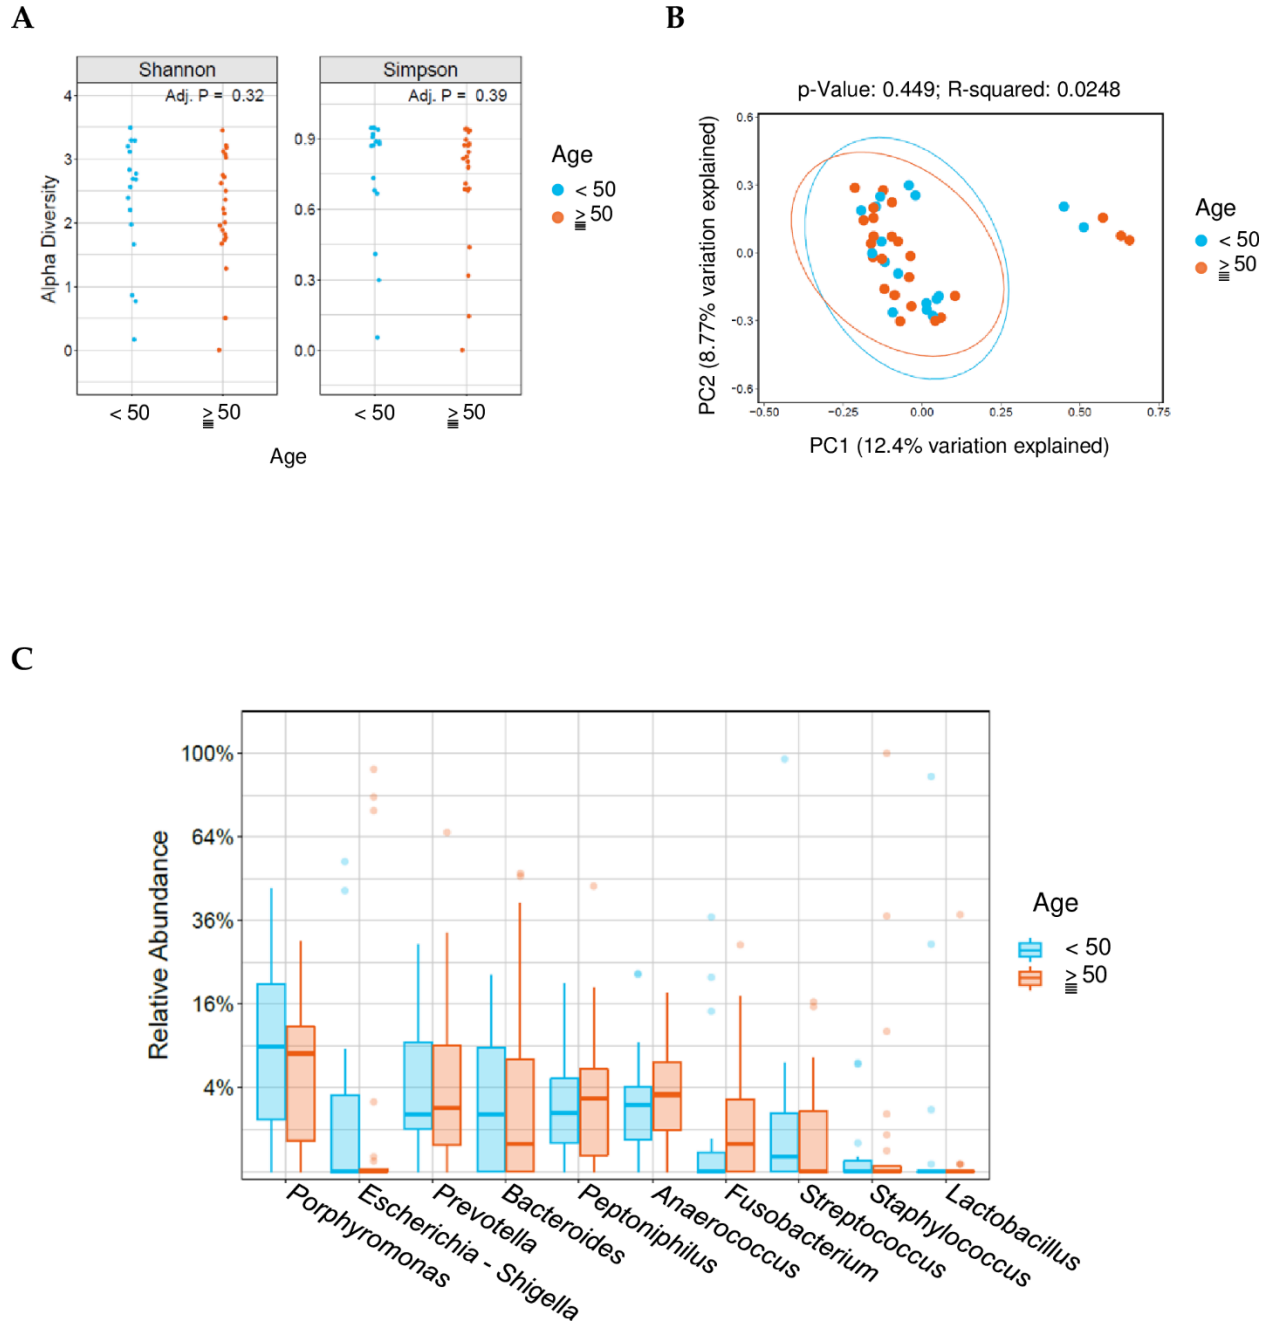 A
B
Shannon
Simpson
Adj. P = 0.32
Adj. P = 0.39
4
3
2
1
0
0.9
0.6
0.3
0.0
Alpha Diversity
< 50
≧ 50
< 50
≧ 50
Age
Age
< 50
≧ 50
p-Value: 0.449; R-squared: 0.0248
0.6
0.3
0.0
-0.3
-0.6
PC2 (8.77% variation explained)
-0.50
-0.25
0.00
0.25
0.50
0.75
PC1 (12.4% variation explained)
Age
< 50
≧ 50
C
100%
64%
36%
16%
4%
Relative Abundance
Porphyromonas
Escherichia - Shigella
Prevotella
Bacteroides
Peptoniphilus
Anaerococcus
Fusobacterium
Streptococcus
Staphylococcus
Lactobacillus
Age
< 50
≧ 50